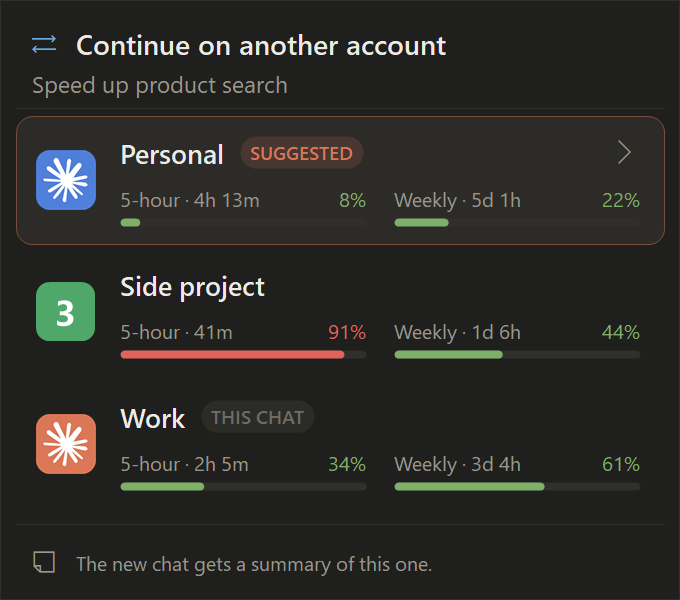 Continue on another account
Speed up product search
Personal SUGGESTED
5-hour · 4h 13m 8% Weekly · 5d 1h 22%
3
Side project
5-hour · 41m 91% Weekly · 1d 6h 44%
Work THIS CHAT
5-hour · 2h 5m 34% Weekly · 3d 4h 61%
The new chat gets a summary of this one.